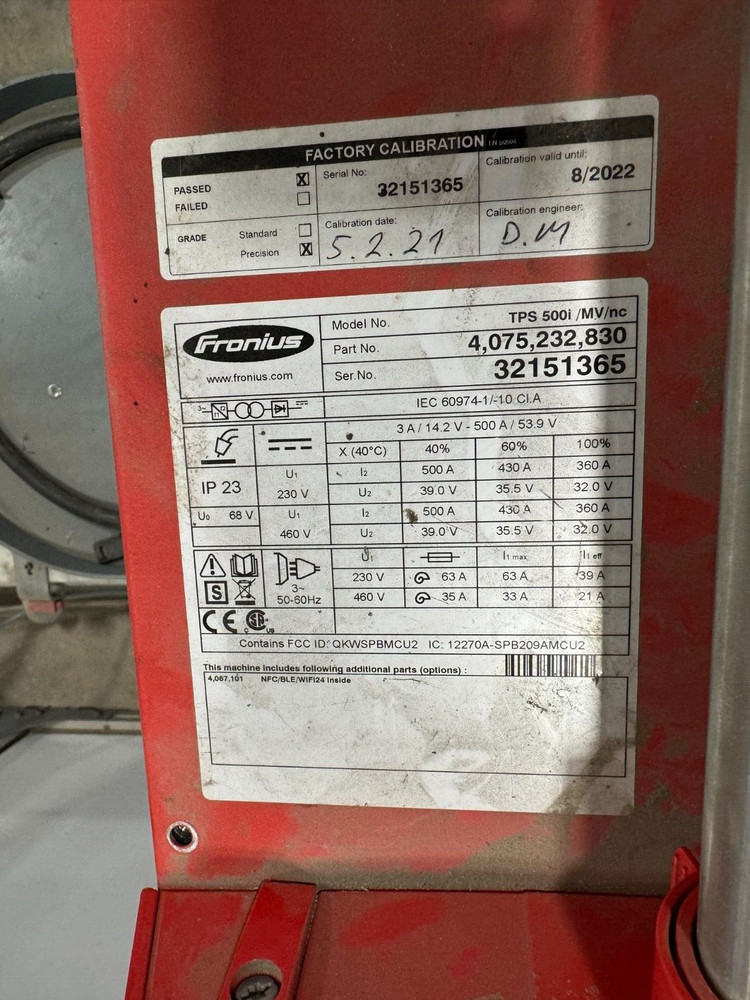 FACTORY CALIBRATION
PASSED X
FAILED
Serial No:
32151365
Calibration valid until:
8/2022
GRADE Standard
Precision X
Calibration date:
5.2.21
Calibration engineer:
D.M
Fronius
www.fronius.com
Model No. TPS 500i /MV/nc
Part No. 4,075,232,830
Ser.No. 32151365
IEC 60974-1/-10 Cl.A
3 A / 14.2 V - 500 A / 53.9 V
X (40°C) 40% 60% 100%
IP 23 U1 230 V I2 500 A 430 A 360 A
U2 39.0 V 35.5 V 32.0 V
U0 68 V U1 460 V I2 500 A 430 A 360 A
U2 39.0 V 35.5 V 32.0 V
S 3~ 50-60Hz U1 I1 max I1 eff
230 V 63 A 63 A 39 A
460 V 35 A 33 A 21 A
CE C US
Contains FCC ID: QKWSPBMCU2 IC: 12270A-SPB209AMCU2
This machine includes following additional parts (options) :
4,067,101 NFC/BLE/WIFI24 Inside